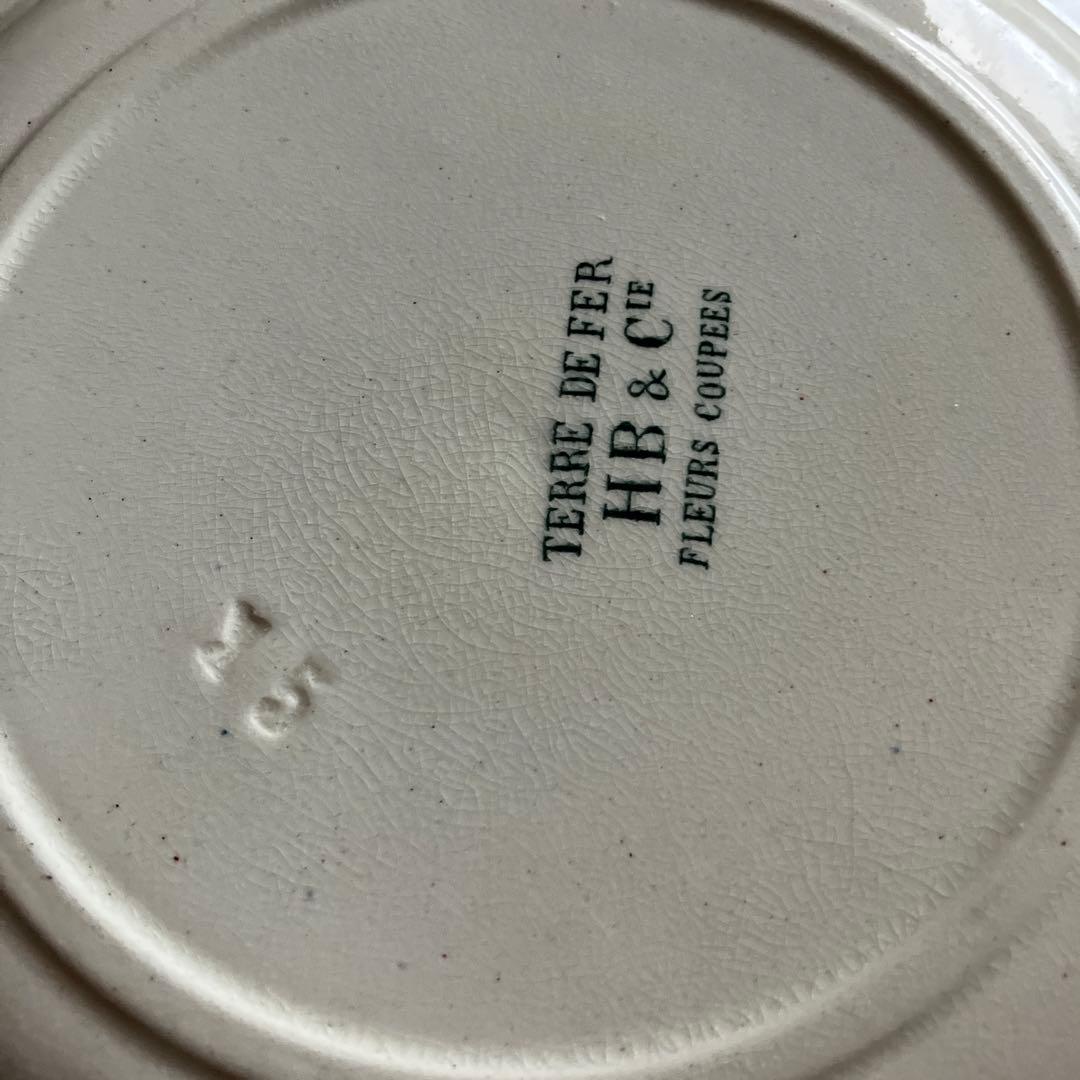 TERRE DE FER
HB & CIE
FLEURS COUPEES